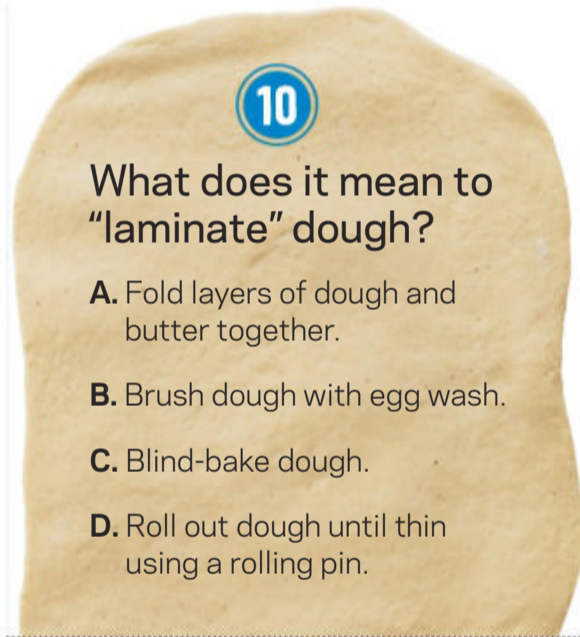 10
What does it mean to
“laminate” dough?
A. Fold layers of dough and
butter together.
B. Brush dough with egg wash.
C. Blind-bake dough.
D. Roll out dough until thin
using a rolling pin.